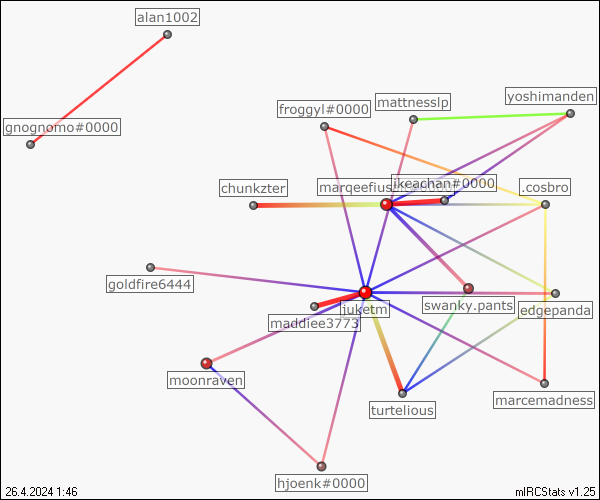 alan1002
gnognomo#0000
froggyl#0000
mattnesslp
yoshimanden
chunkzter
ikeachan#0000
.cosbro
goldfire6444
maddiee3773
juketm
swanky.pants
edgepanda
moonraven
turtelious
marcemadness
hjoenk#0000
26.4.2024 1:46
mIRCStats v1.25